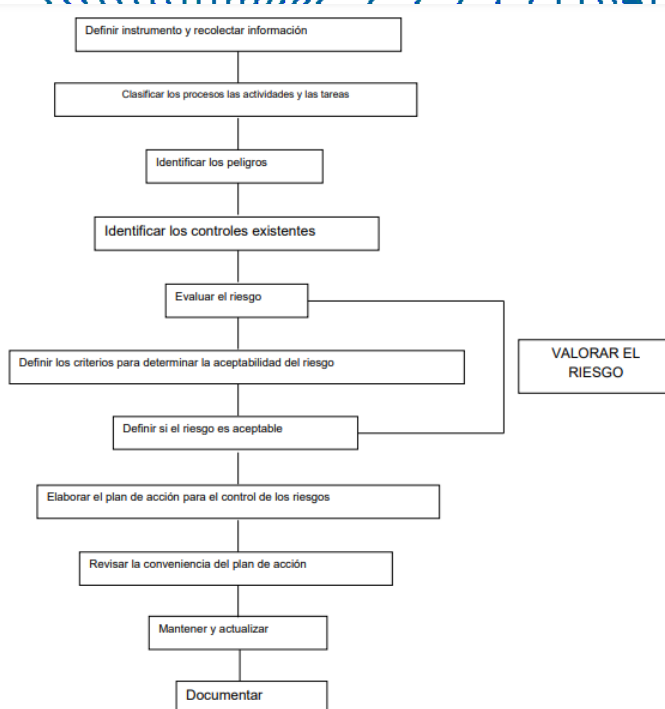 Definir instrumento y recolectar información
Clasificar los procesos las actividades y las tareas
Identificar los peligros
Identificar los controles existentes
Evaluar el riesgo
Definir los criterios para determinar la aceptabilidad del riesgo
VALORAR EL
RIESGO
Definir si el riesgo es aceptable
Elaborar el plan de acción para el control de los riesgos
Revisar la conveniencia del plan de acción
Mantener y actualizar
Documentar